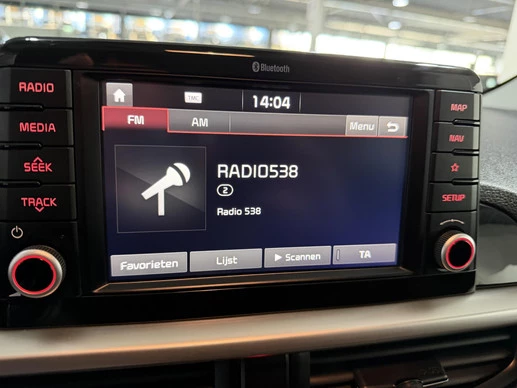 Bluetooth
RADIO
MEDIA
SEEK
TRACK
TMC
14:04
FM
AM
Menu
RADIO538
2
Radio 538
Favorieten
Lijst
Scannen
TA
MAP
NAV
SETUP